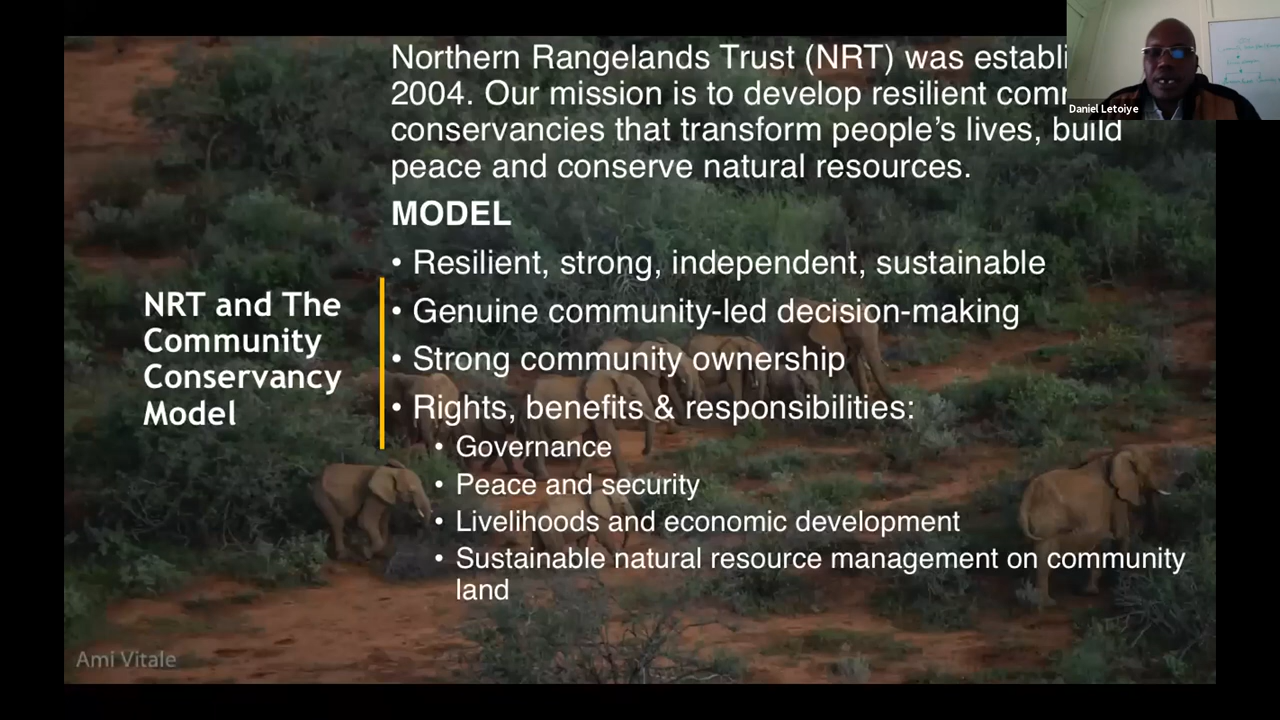 Northern Rangelands Trust (NRT) was
2004. Our mission is to develop resilient
conservancies that transform people's lives, build
peace and conserve natural resources.
MODEL
• Resilient, strong, independent, sustainable
• Genuine community-led decision-making
• Strong community ownership
• Rights, benefits & responsibilities:
• Governance
• Peace and security
• Livelihoods and economic development
• Sustainable natural resource management on community
land
NRT and The
Community
Conservancy
Model
Ami Vitale
Daniel Letoiye